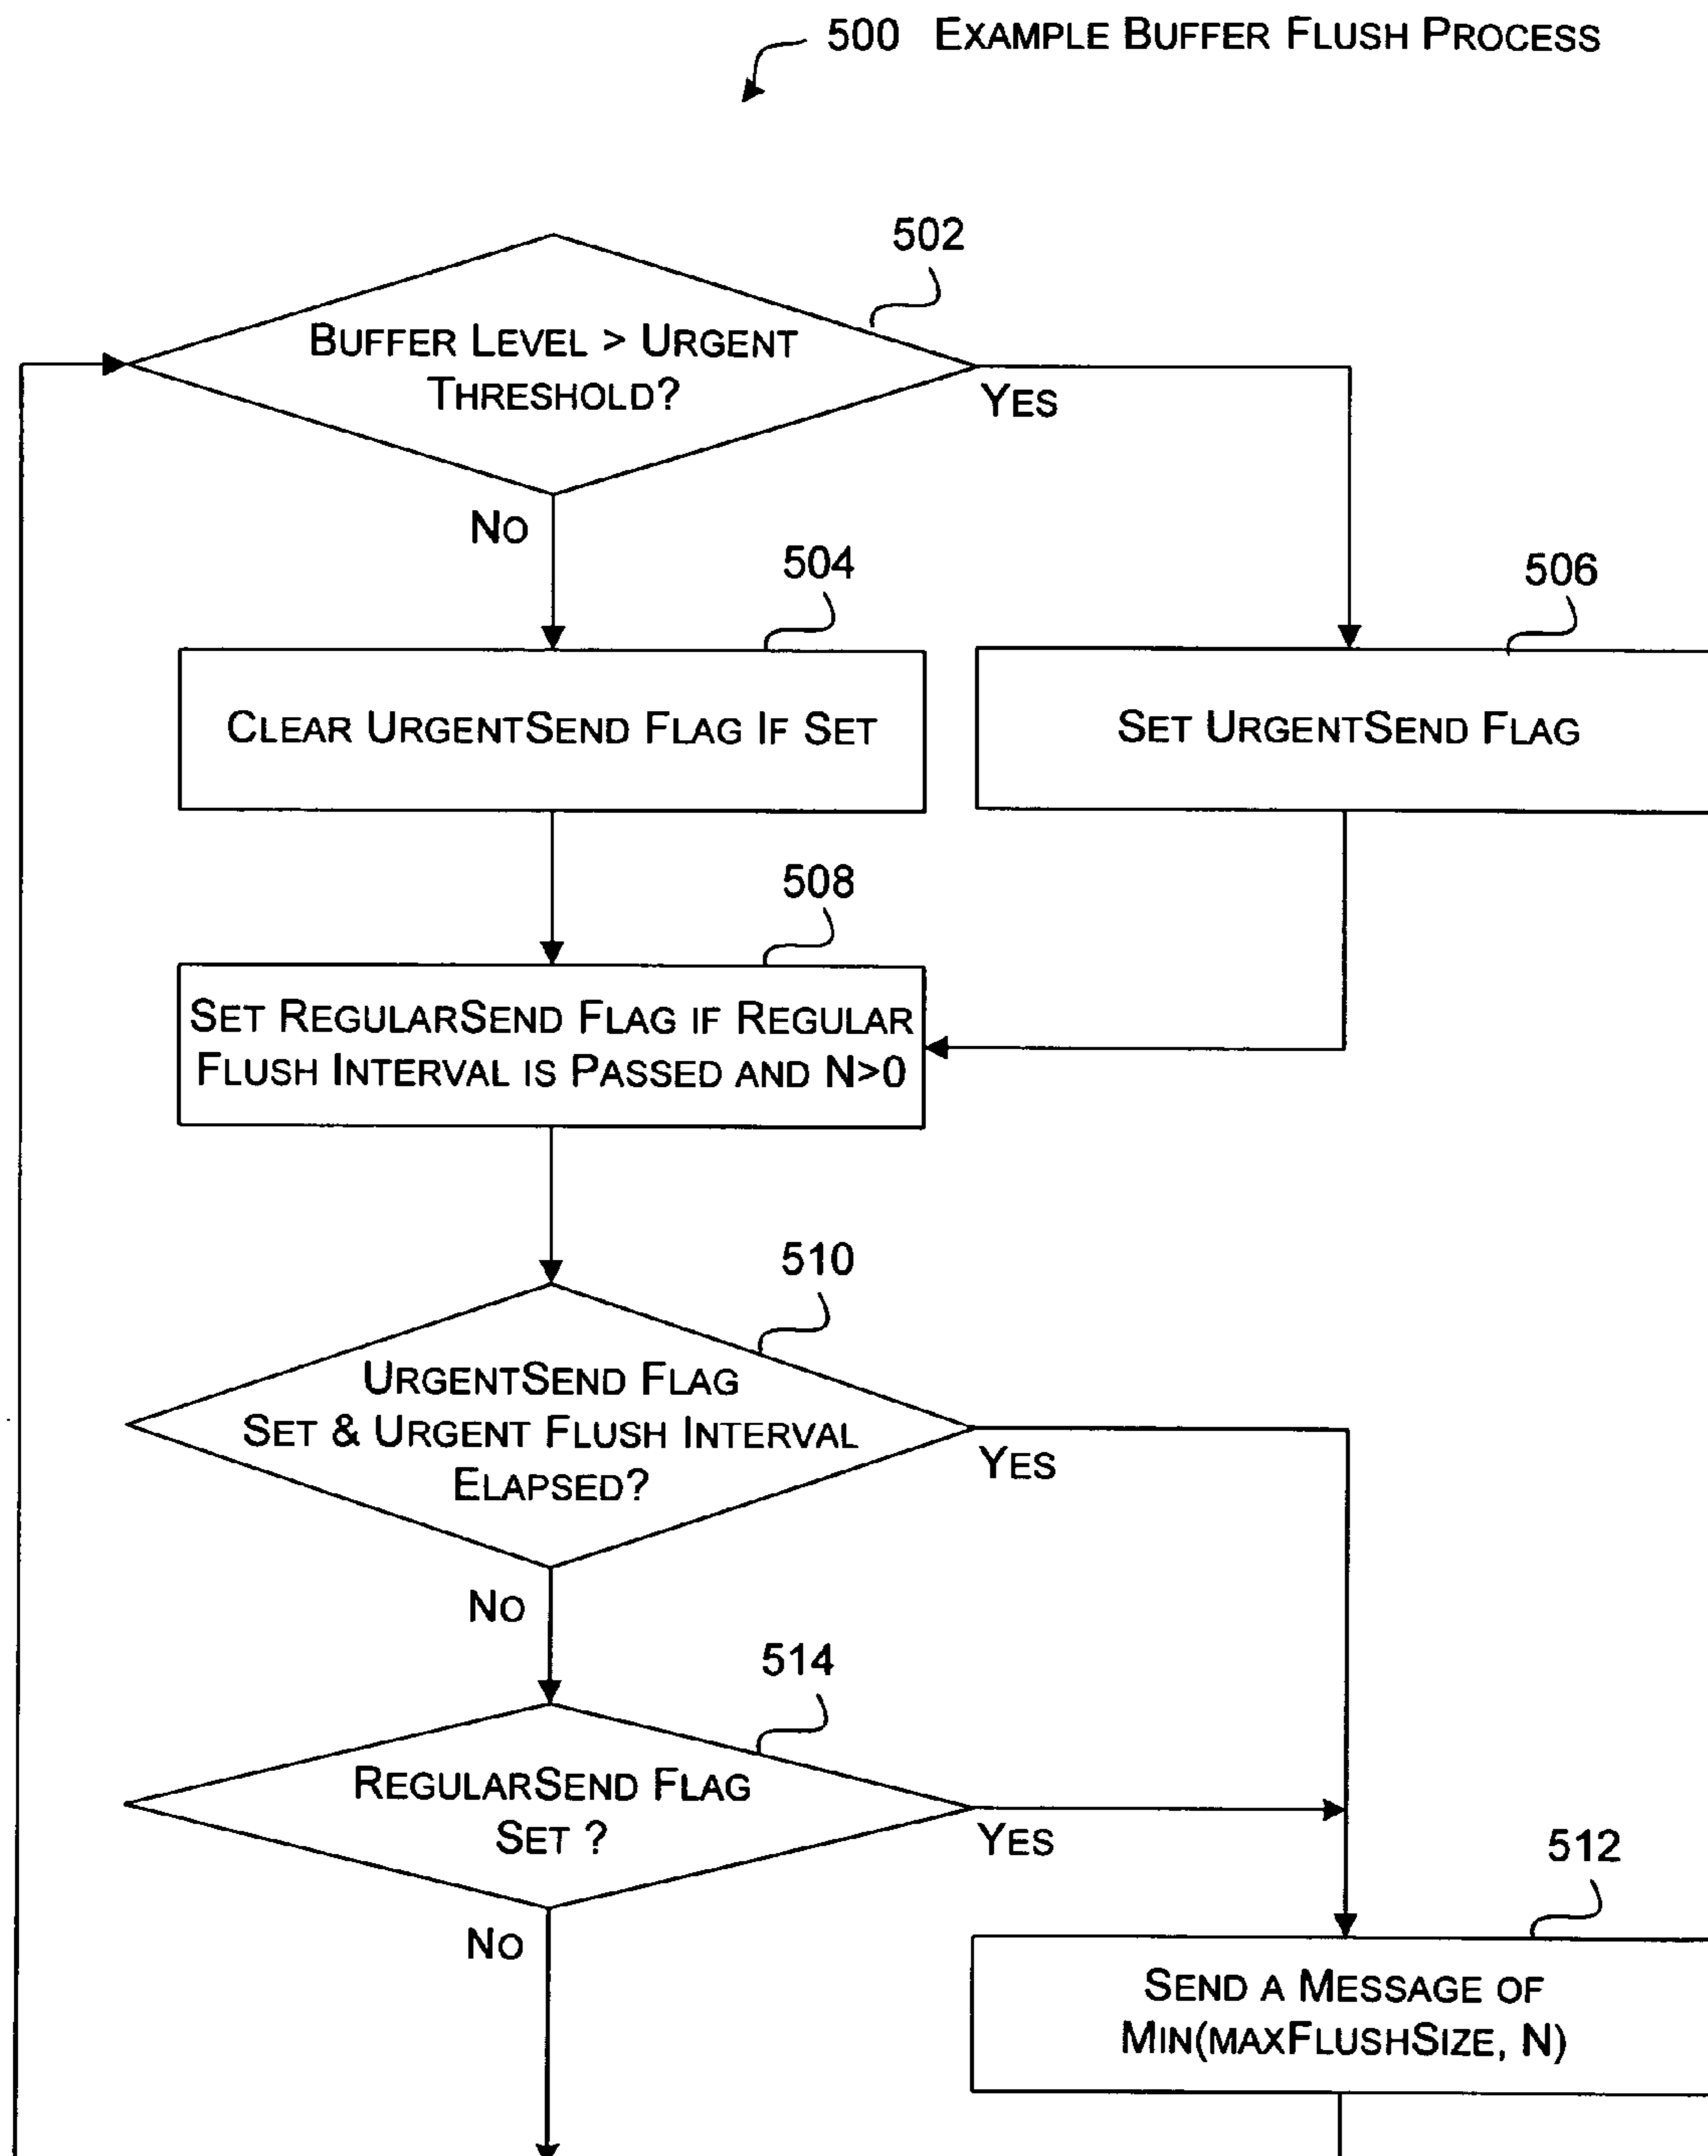 500 EXAMPLE BUFFER FLUSH PROCESS
502
BUFFER LEVEL > URGENT
THRESHOLD?
YES
NO
504
506
CLEAR URGENTSEND FLAG IF SET
SET URGENTSEND FLAG
508
SET REGULARSEND FLAG IF REGULAR
FLUSH INTERVAL IS PASSED AND N>0
510
URGENTSEND FLAG
SET & URGENT FLUSH INTERVAL
ELAPSED?
YES
NO
514
REGULARSEND FLAG
SET ?
YES
512
NO
SEND A MESSAGE OF
MIN(MAXFLUSHSIZE, N)